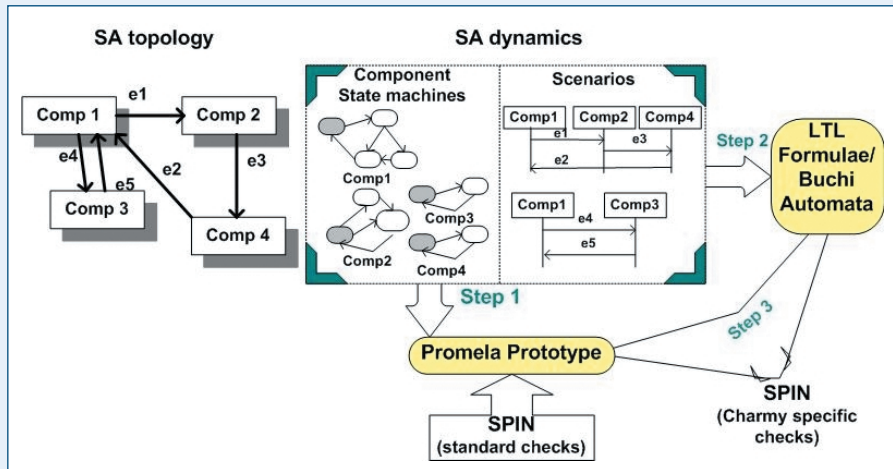 SA topology
SA dynamics
Comp 1
e1
Comp 2
e4
e5
e2
e3
Comp 3
Comp 4
Component
State machines
Comp1
Comp2
Comp3
Comp4
Scenarios
Comp1
Comp2
Comp4
e1
e3
e2
Comp1
Comp3
e4
e5
Step 2
LTL
Formulae/
Buchi
Automata
Step 1
Step 3
Promela Prototype
SPIN
(standard checks)
SPIN
(Charmy specific
checks)